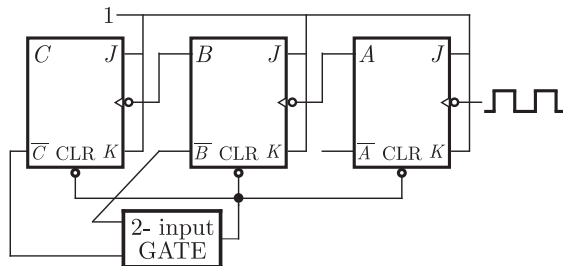 1
C J B J A J
C̅ CLR K B̅ CLR K A̅ CLR K
2- input
GATE